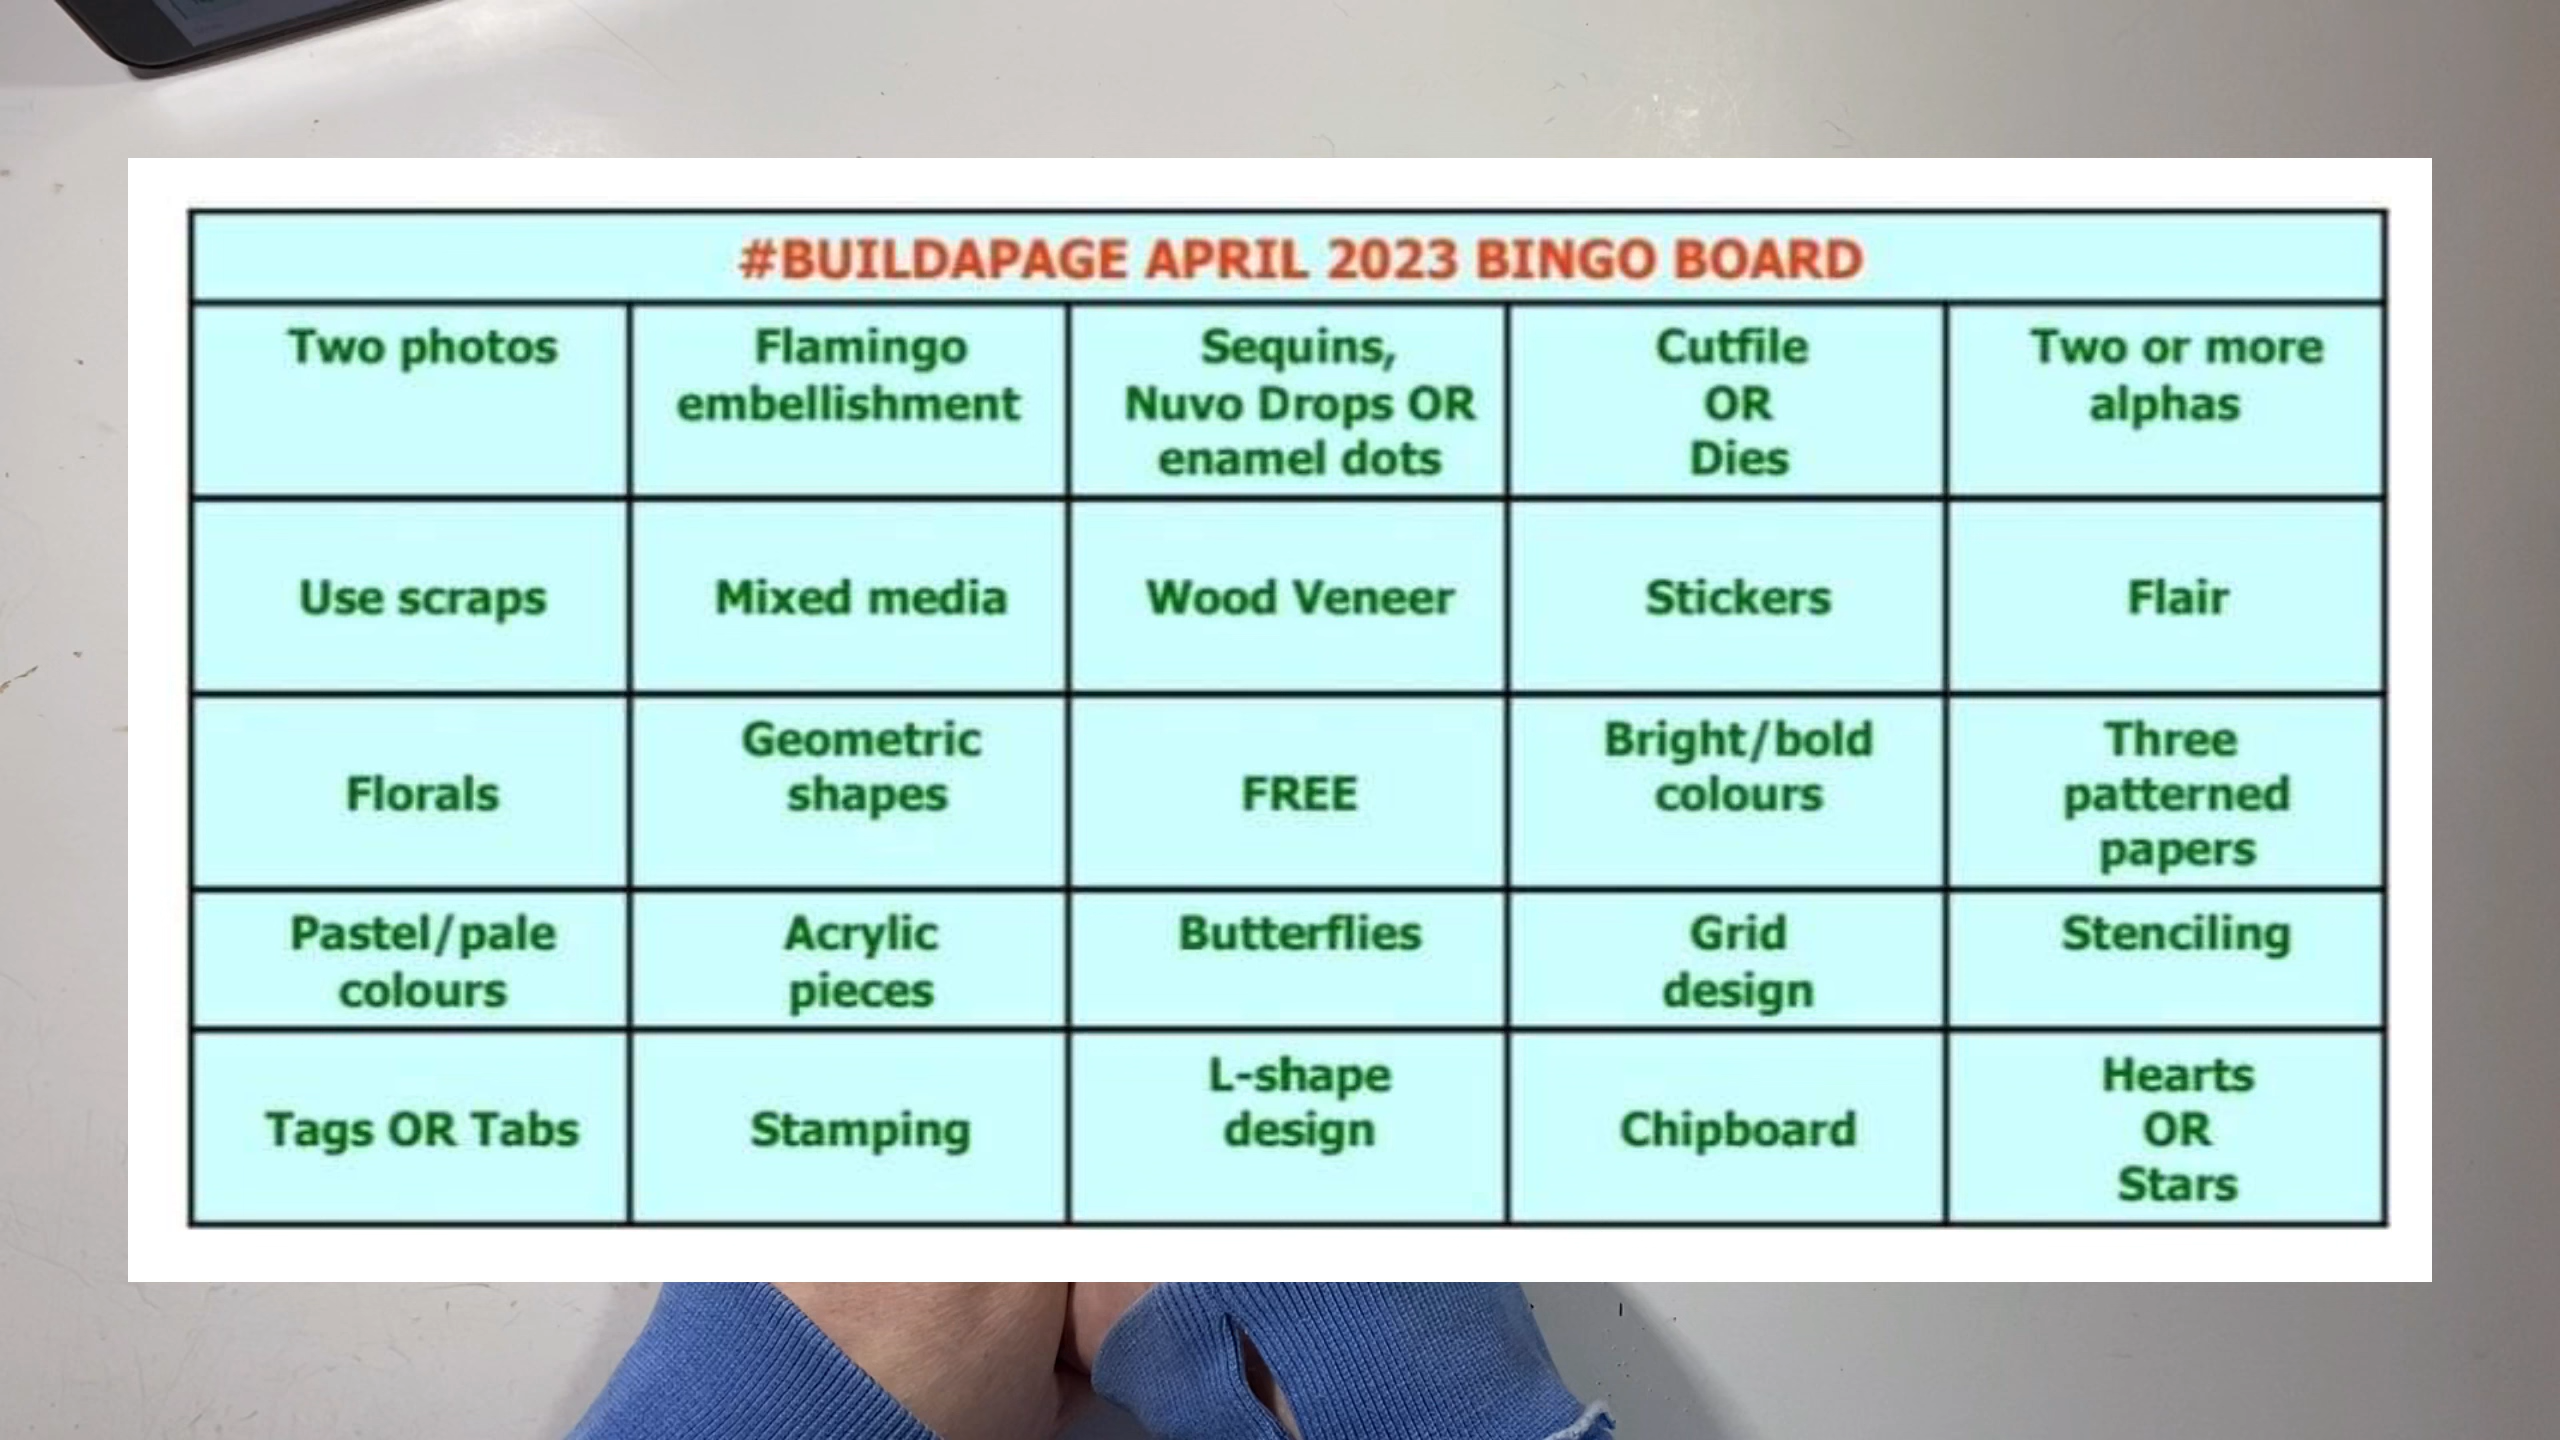 #BUILDAPAGE APRIL 2023 BINGO BOARD
Two photos
Flamingo
embellishment
Sequins,
Nuvo Drops OR
enamel dots
Cutfile
OR
Dies
Two or more
alphas
Use scraps
Mixed media
Wood Veneer
Stickers
Flair
Florals
Geometric
shapes
FREE
Bright/bold
colours
Three
patterned
papers
Pastel/pale
colours
Acrylic
pieces
Butterflies
Grid
design
Stenciling
Tags OR Tabs
Stamping
L-shape
design
Chipboard
Hearts
OR
Stars